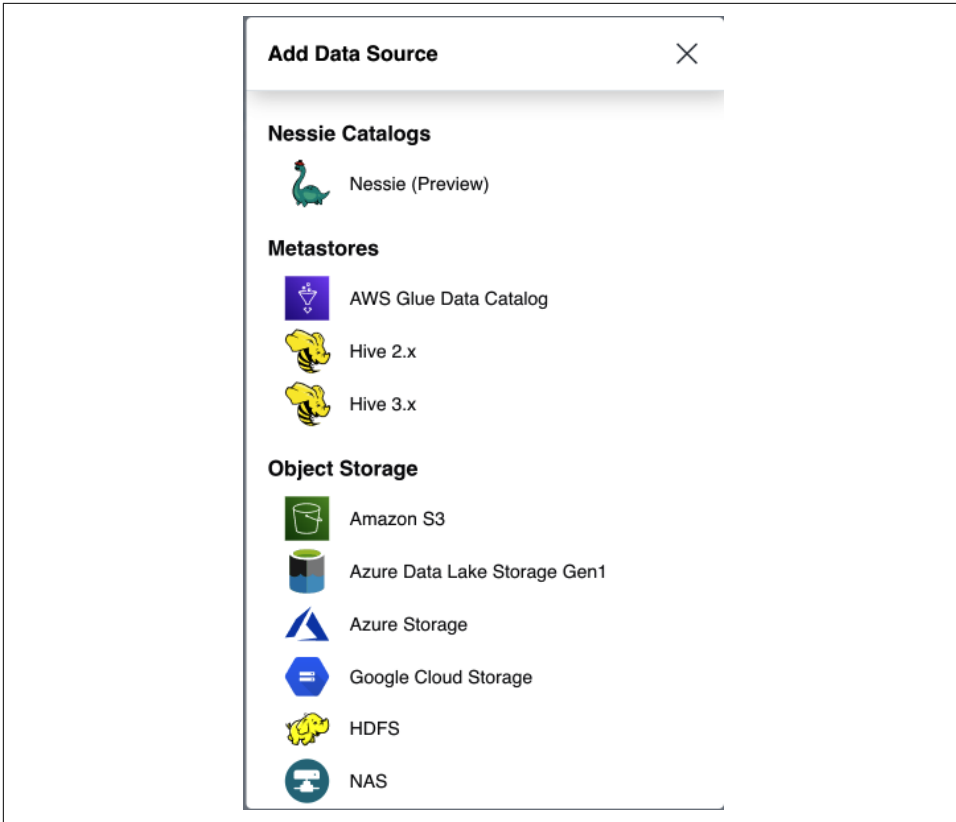 Add Data Source
Nessie Catalogs
Nessie (Preview)
Metastores
AWS Glue Data Catalog
Hive 2.x
Hive 3.x
Object Storage
Amazon S3
Azure Data Lake Storage Gen1
Azure Storage
Google Cloud Storage
HDFS
NAS